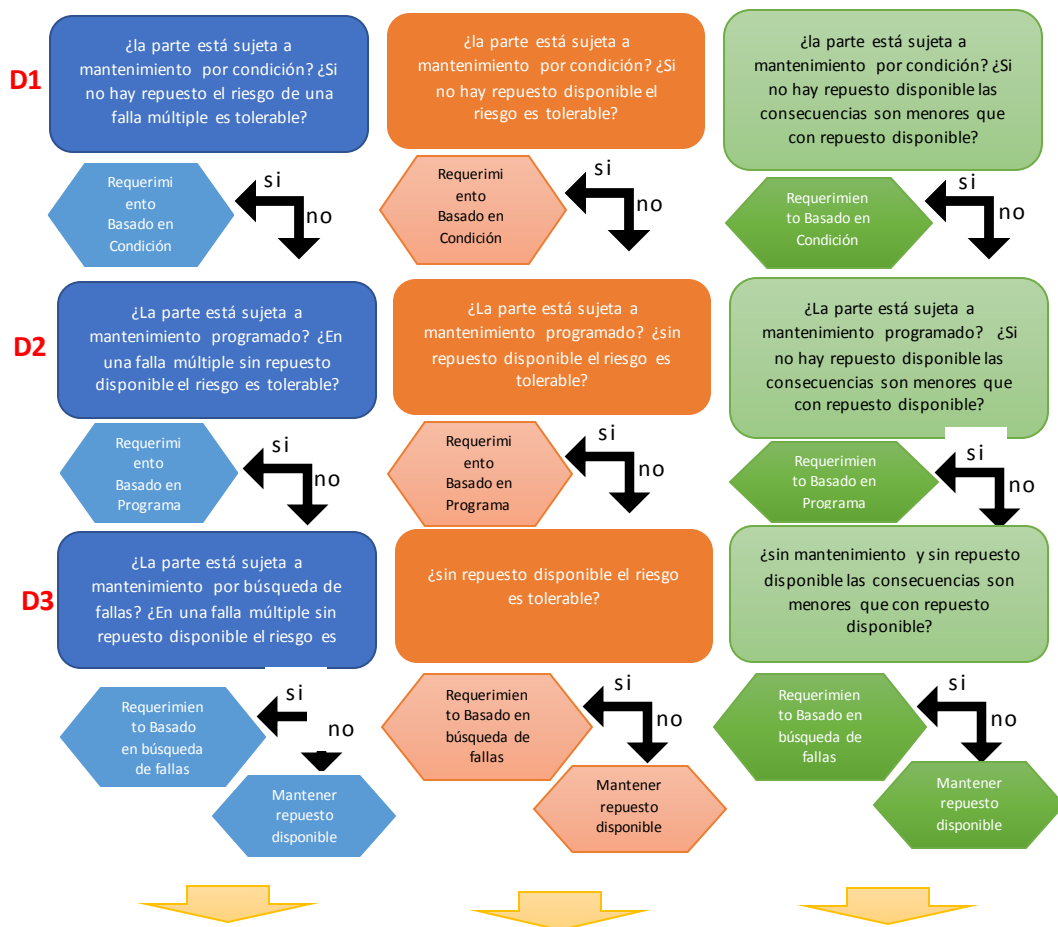 D1
¿la parte está sujeta a
mantenimiento por condición? ¿Si
no hay repuesto el riesgo de una
falla múltiple es tolerable?
¿la parte está sujeta a
mantenimiento por condición? ¿Si
no hay repuesto disponible el
riesgo es tolerable?
¿la parte está sujeta a
mantenimiento por condición? ¿Si
no hay repuesto disponible las
consecuencias son menores que
con repuesto disponible?
Requerimi
ento
Basado en
Condición
si
no
Requerimi
ento
Basado en
Condición
si
no
Requerimien
to Basado en
Condición
si
no
D2
¿La parte está sujeta a
mantenimiento programado? ¿En
una falla múltiple sin repuesto
disponible el riesgo es tolerable?
¿La parte está sujeta a
mantenimiento programado? ¿sin
repuesto disponible el riesgo es
tolerable?
¿La parte está sujeta a
mantenimiento programado? ¿Si
no hay repuesto disponible las
consecuencias son menores que
con repuesto disponible?
Requerimi
ento
Basado en
Programa
si
no
Requerimi
ento
Basado en
Programa
si
no
Requerimien
to Basado en
Programa
si
no
D3
¿La parte está sujeta a
mantenimiento por búsqueda de
fallas? ¿En una falla múltiple sin
repuesto disponible el riesgo es
¿sin repuesto disponible el riesgo
es tolerable?
¿sin mantenimiento y sin repuesto
disponible las consecuencias son
menores que con repuesto
disponible?
Requerimien
to Basado
en búsqueda
de fallas
si
no
Mantener
repuesto
disponible
Requerimien
to Basado en
búsqueda de
fallas
si
no
Mantener
repuesto
disponible
Requerimien
to Basado en
búsqueda de
fallas
si
no
Mantener
repuesto
disponible